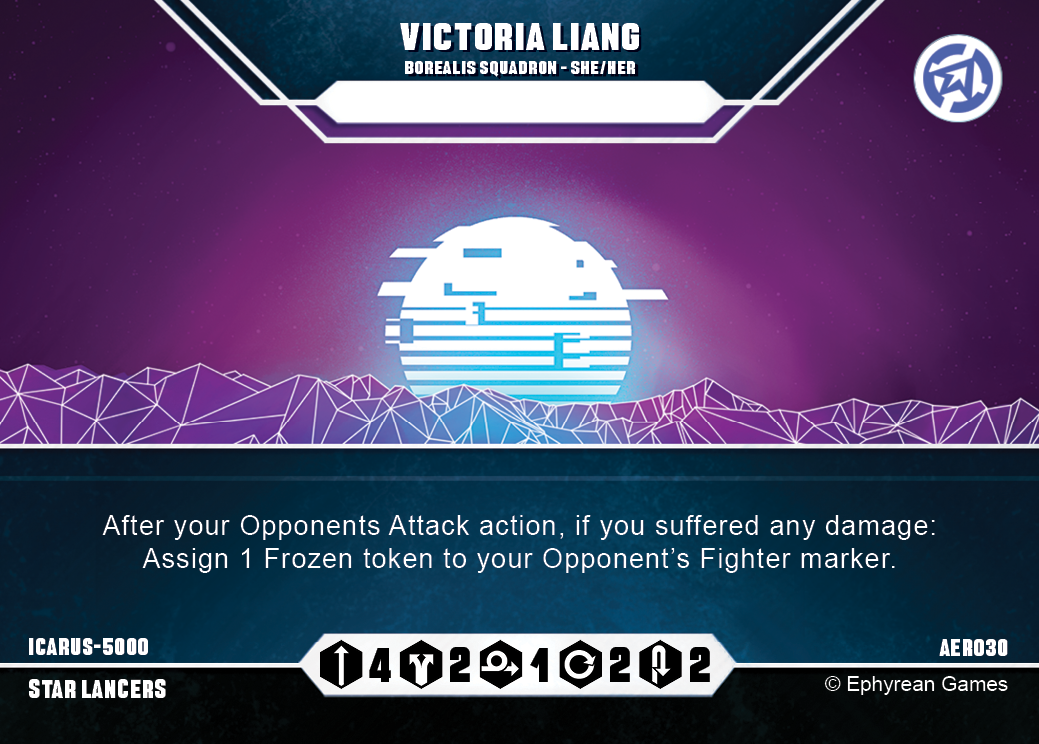 VICTORIA LIANG
BOREALIS SQUADRON - SHE/HER
After your Opponents Attack action, if you suffered any damage:
Assign 1 Frozen token to your Opponent’s Fighter marker.
ICARUS-5000
4 2 1 2 2
AER030
STAR LANCERS
© Ephyrean Games